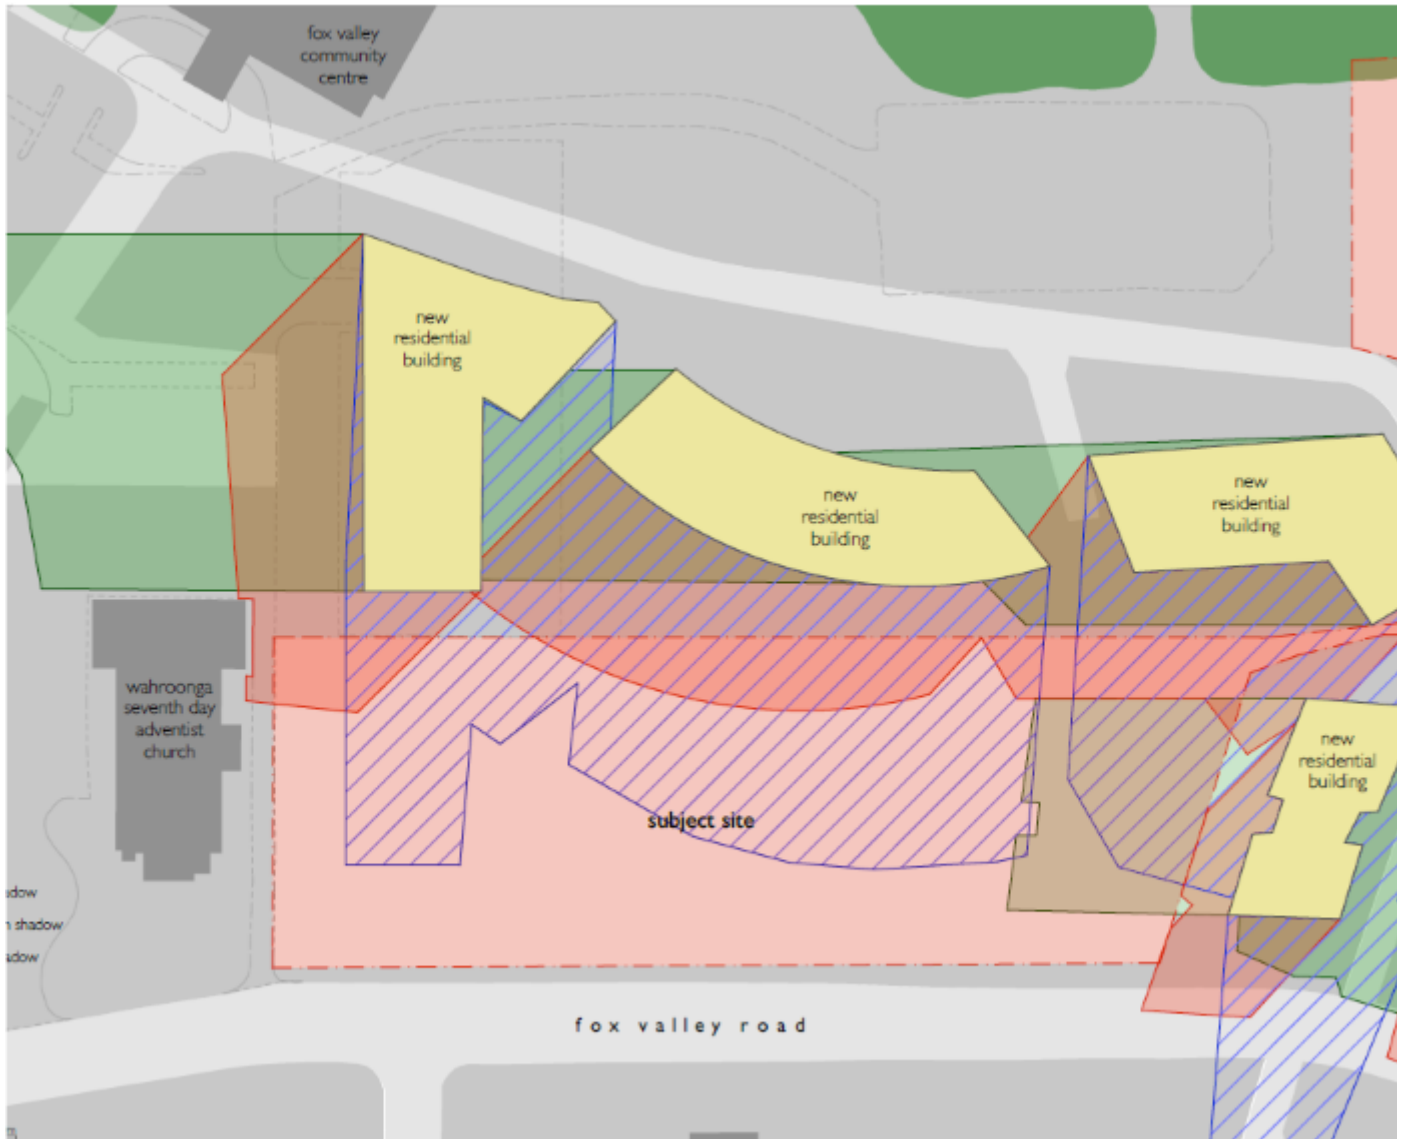 fox valley
community
centre
new
residential
building
new
residential
building
new
residential
building
wahroonga
seventh day
adventist
church
new
residential
building
subject site
shadow
fox valley road